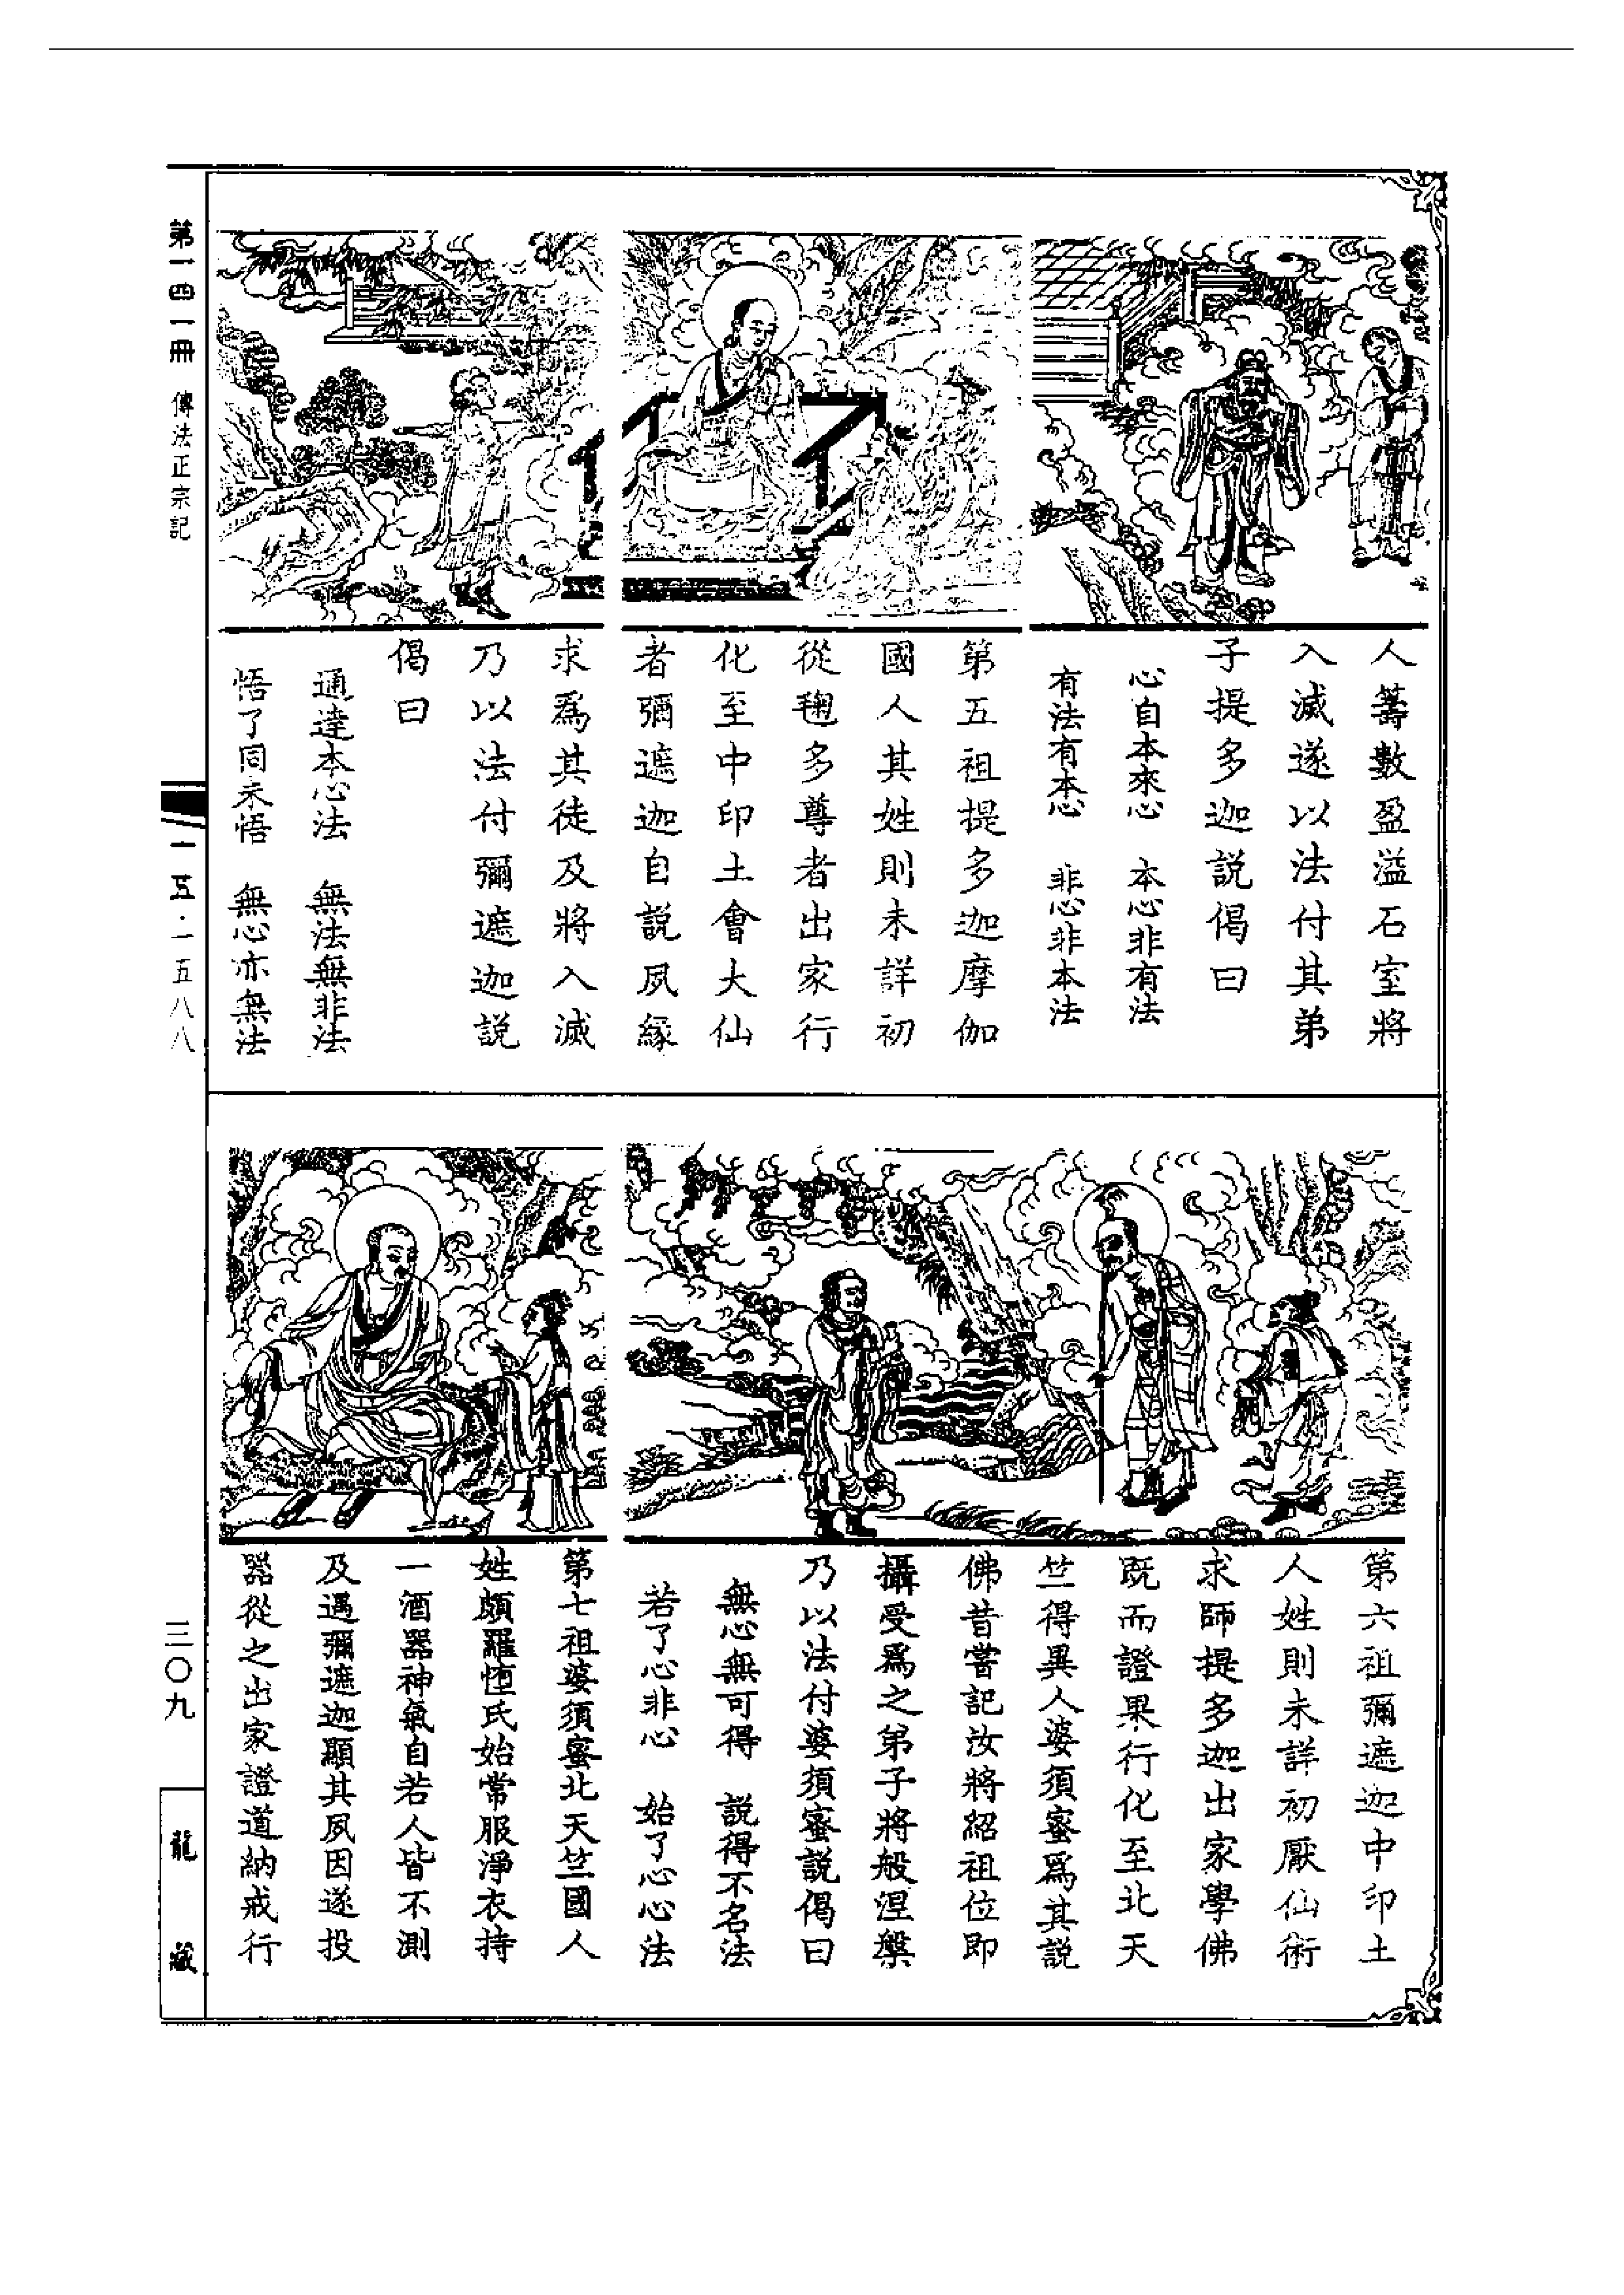 人籌數盈溢石室將
入滅遂以法付其弟
子提多迦説偈曰
心自本來心　本心非有法
有法有本心　非心非本法
第五祖提多迦摩伽
國人其姓則未詳初
從毱多尊者出家行
化至中印土會大仙
者彌遮迦自説夙緣
求爲其徒及將入滅
乃以法付彌遮迦説
偈曰
通達本心法　無法無非法
悟了同未悟　無心亦無法
第六祖彌遮迦中印土
人姓則未詳初厭仙術
求師提多迦出家學佛
既而證果行化至北天
竺得異人婆須蜜爲其説
佛昔嘗記汝將紹祖位即
攝受爲之弟子將般涅槃
乃以法付婆須蜜説偈曰
無心無可得　説得不名法
若了心非心　始了心心法
第七祖婆須蜜北天竺國人
姓頗羅墮氏始常服淨衣持
一酒器神氣自若人皆不測
及遇彌遮迦顯其夙因遂投
器從之出家證道納戒行
第一四一冊　傳法正宗記
一五·一五八八
三〇九
龍藏